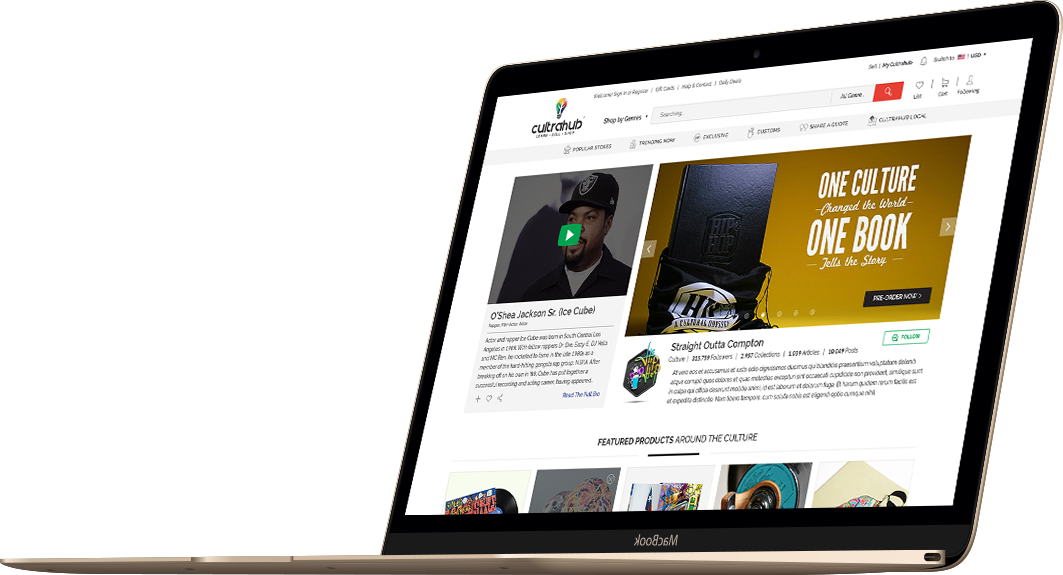 Welcome! Sign in or Register | Gift Cards | Help & Contact | Daily Deals
Sell | My Cultrahub
Switch to USD
cultrahub
LEARN • SELL • SHOP
Shop by Genres
Searching...
All Genre..
List
Cart
Following
POPULAR STORES
TRENDING NOW
EXCLUSIVE
CUSTOMS
SHARE A QUOTE
CULTRAHUB LOCAL
RAIDERS
HIP HOP
A CULTURAL ODYSSEY
ONE CULTURE
Changed the World
ONE BOOK
Tells the Story
PRE-ORDER NOW >
O'Shea Jackson Sr. (Ice Cube)
Rapper, Film Actor, Actor
Actor and rapper Ice Cube was born in South Central Los
Angeles in 1969. With fellow rappers Dr. Dre, Eazy E, DJ Yella
and MC Ren, he rocketed to fame in the late 1980s as a
member of the hard-hitting gangsta rap group, N.W.A. After
breaking off on his own in '89, Cube has put together a
successful recording and acting career, having appeared..
Read The Full Bio
Straight Outta Compton
FOLLOW
Culture | 315,759 Followers | 2,957 Collections | 1,019 Articles | 10,049 Posts
At vero eos et accusamus et iusto odio dignissimos ducimus qui blanditiis praesentium voluptatum deleniti
atque corrupti quos dolores et quas molestias excepturi sint occaecati cupiditate non provident, similique sunt
in culpa qui officia deserunt mollitia animi, id est laborum et dolorum fuga. Et harum quidem rerum facilis est
et expedita distinctio. Nam libero tempore, cum soluta nobis est eligendi optio cumque nihil
FEATURED PRODUCTS AROUND THE CULTURE
MacBook